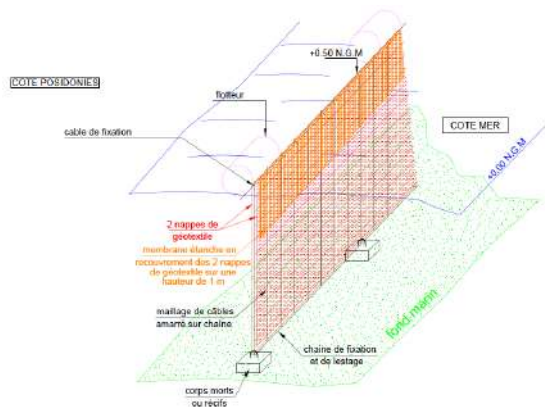 +0.50 N.G.M
COTE POSIDONIES
flotteur
cable de fixation
COTE MER
+0.00 N.G.M
2 nappes de
géotextile
membrane étanche en
recouvrement des 2 nappes
de géotextile sur une
hauteur de 1 m
maillage de câbles
amarré sur chaîne
fond marin
chaine de fixation
et de lestage
corps morts
ou récifs